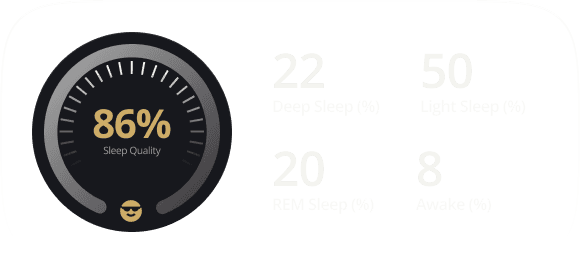 86%
Sleep Quality
22 50
Deep Sleep (%) Light Sleep (%)
20 8
REM Sleep (%) Awake (%)